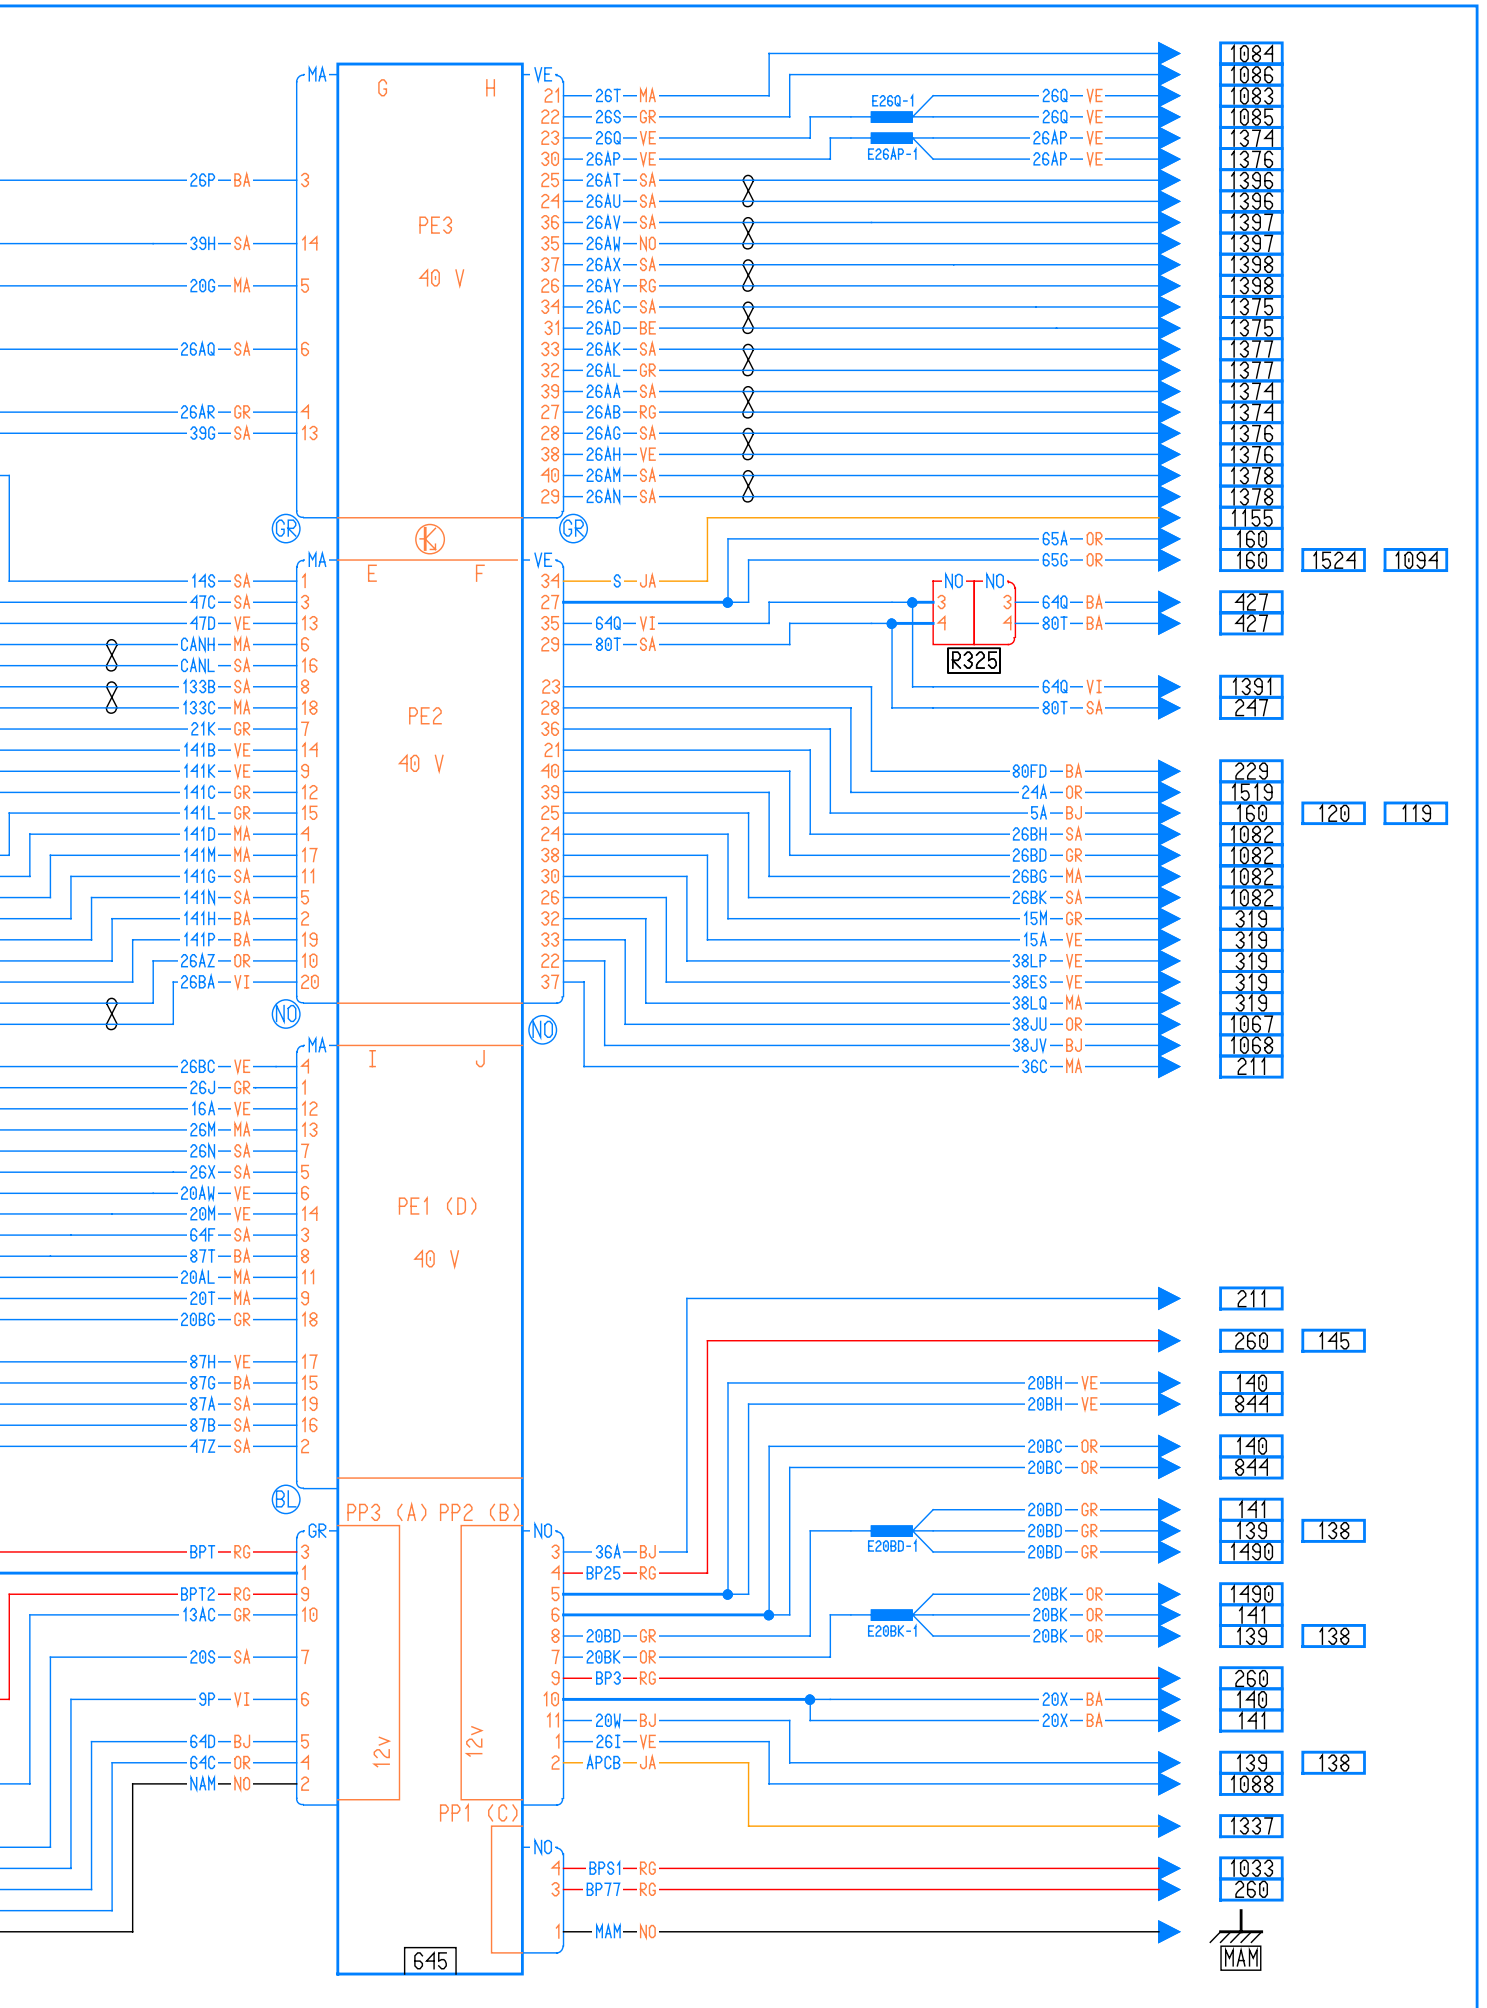 1084
MA G H VE 1086
21 26T MA E26Q-1 26Q VE 1083
22 26S GR 26Q VE 1085
23 26Q VE 26AP VE 1374
30 26AP VE E26AP-1 26AP VE 1376
26P BA 3 25 26AT SA 1396
24 26AU SA 1396
PE3 36 26AV SA 1397
39H SA 14 35 26AW NO 1397
40 V 37 26AX SA 1398
20G MA 5 26 26AY RG 1398
34 26AC SA 1375
31 26AD BE 1375
26AQ SA 6 33 26AK SA 1377
32 26AL GR 1377
39 26AA SA 1374
26AR GR 4 27 26AB RG 1374
39G SA 13 28 26AG SA 1376
38 26AH VE 1376
40 26AM SA 1378
29 26AN SA 1378
1155
GR K GR 65A OR 160
MA VE 65G OR 160 1524 1094
14S SA 1 E F 34 S JA NO NO
47C SA 3 27 3 3 64Q BA 427
47D VE 13 35 64Q VI 4 4 80T BA 427
CANH MA 6 29 80T SA
CANL SA 16 R325
133B SA 8 23 64Q VI 1391
133C MA 18 PE2 28 80T SA 247
21K GR 7 36
141B VE 14 40 V 21
141K VE 9 40 80FD BA 229
141C GR 12 39 24A OR 1519
141L GR 15 25 5A BJ 160 120 119
141D MA 4 24 26BH SA 1082
141M MA 17 38 26BD GR 1082
141G SA 11 30 26BG MA 1082
141N SA 5 26 26BK SA 1082
141H BA 2 32 15M GR 319
141P BA 19 33 15A VE 319
26AZ OR 10 22 38LP VE 319
26BA VI 20 37 38ES VE 319
NO 38LQ MA 319
NO 38JU OR 1067
MA I J 38JV BJ 1068
26BC VE 4 36C MA 211
26J GR 1
16A VE 12
26M MA 13
26N SA 7
26X SA 5
20AW VE 6 PE1 (D)
20M VE 14
64F SA 3
87T BA 8 40 V
20AL MA 11
20T MA 9 211
20BG GR 18
260 145
87H VE 17
87G BA 15 20BH VE 140
87A SA 19 20BH VE 844
87B SA 16
47Z SA 2 20BC OR 140
20BC OR 844
BL PP3 (A) PP2 (B) 20BD GR 141
GR NO 20BD GR 139 138
BPT RG 3 3 36A BJ E20BD-1 20BD GR 1490
1 4 BP25 RG
BPT2 RG 9 5 20BK OR 1490
13AC GR 10 6 20BK OR 141
8 20BD GR E20BK-1 20BK OR 139 138
20S SA 7 7 20BK OR
9 BP3 RG 260
9P VI 6 10 20X BA 140
11 20W BJ 20X BA 141
64D BJ 5 12v 12v 1 26I VE
64C OR 4 2 APCB JA 139 138
NAM NO 2 1088
PP1 (C) 1337
NO
4 BPS1 RG 1033
3 BP77 RG 260
1 MAM NO
645 MAM